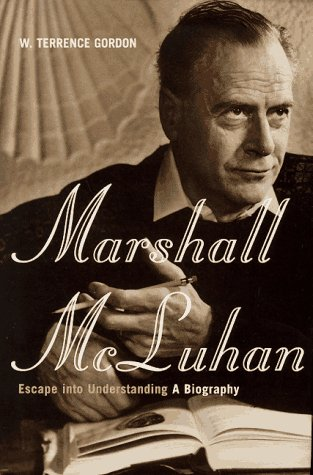 W. TERRENCE GORDON
Marshall
McLuhan
Escape into Understanding A Biography